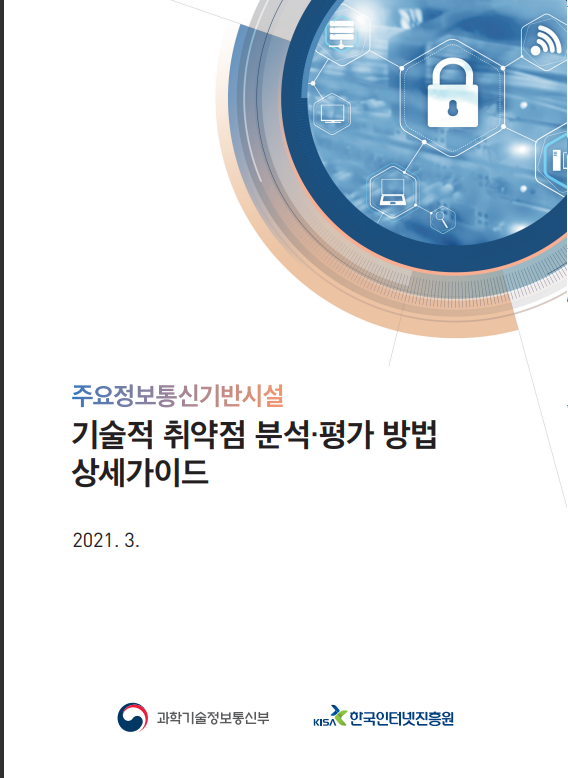 주요정보통신기반시설
기술적 취약점 분석·평가 방법
상세가이드
2021. 3.
과학기술정보통신부
KISA 한국인터넷진흥원